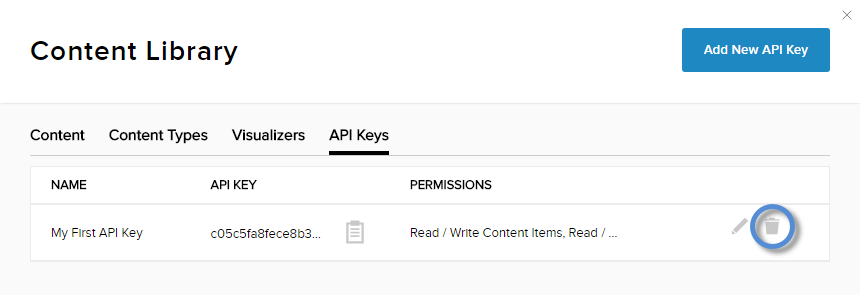 Content Library
Add New API Key
Content Content Types Visualizers API Keys
NAME API KEY PERMISSIONS
My First API Key c05c5fa8fece8b3... Read / Write Content Items, Read / ...